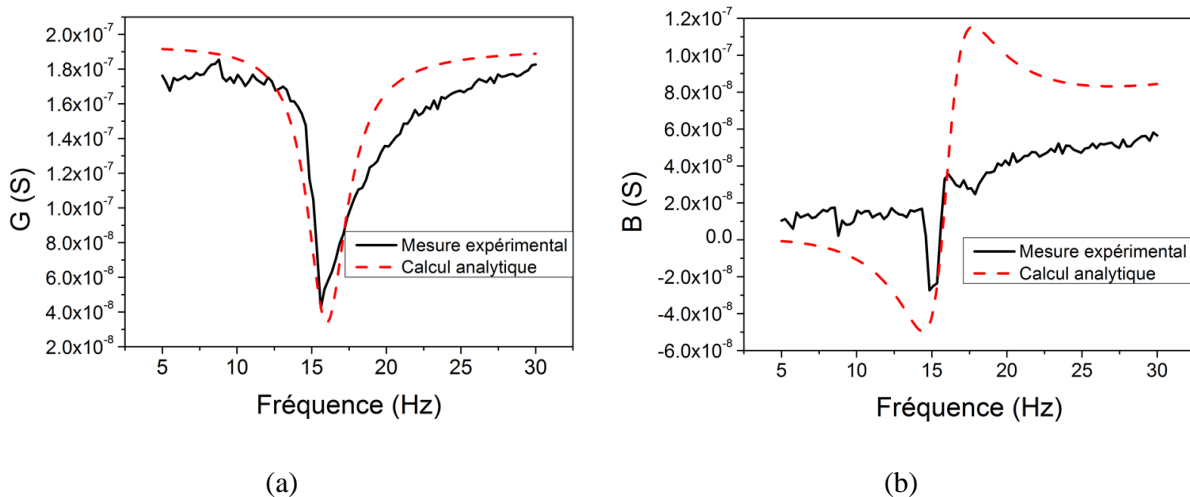 G (S)
2.0x10⁻⁷
1.8x10⁻⁷
1.6x10⁻⁷
1.4x10⁻⁷
1.2x10⁻⁷
1.0x10⁻⁷
8.0x10⁻⁸
6.0x10⁻⁸
4.0x10⁻⁸
2.0x10⁻⁸
Mesure expérimental
Calcul analytique
5 10 15 20 25 30
Fréquence (Hz)
(a)
B (S)
1.2x10⁻⁷
1.0x10⁻⁷
8.0x10⁻⁸
6.0x10⁻⁸
4.0x10⁻⁸
2.0x10⁻⁸
0.0
-2.0x10⁻⁸
-4.0x10⁻⁸
-6.0x10⁻⁸
Mesure expérimental
Calcul analytique
5 10 15 20 25 30
Fréquence (Hz)
(b)